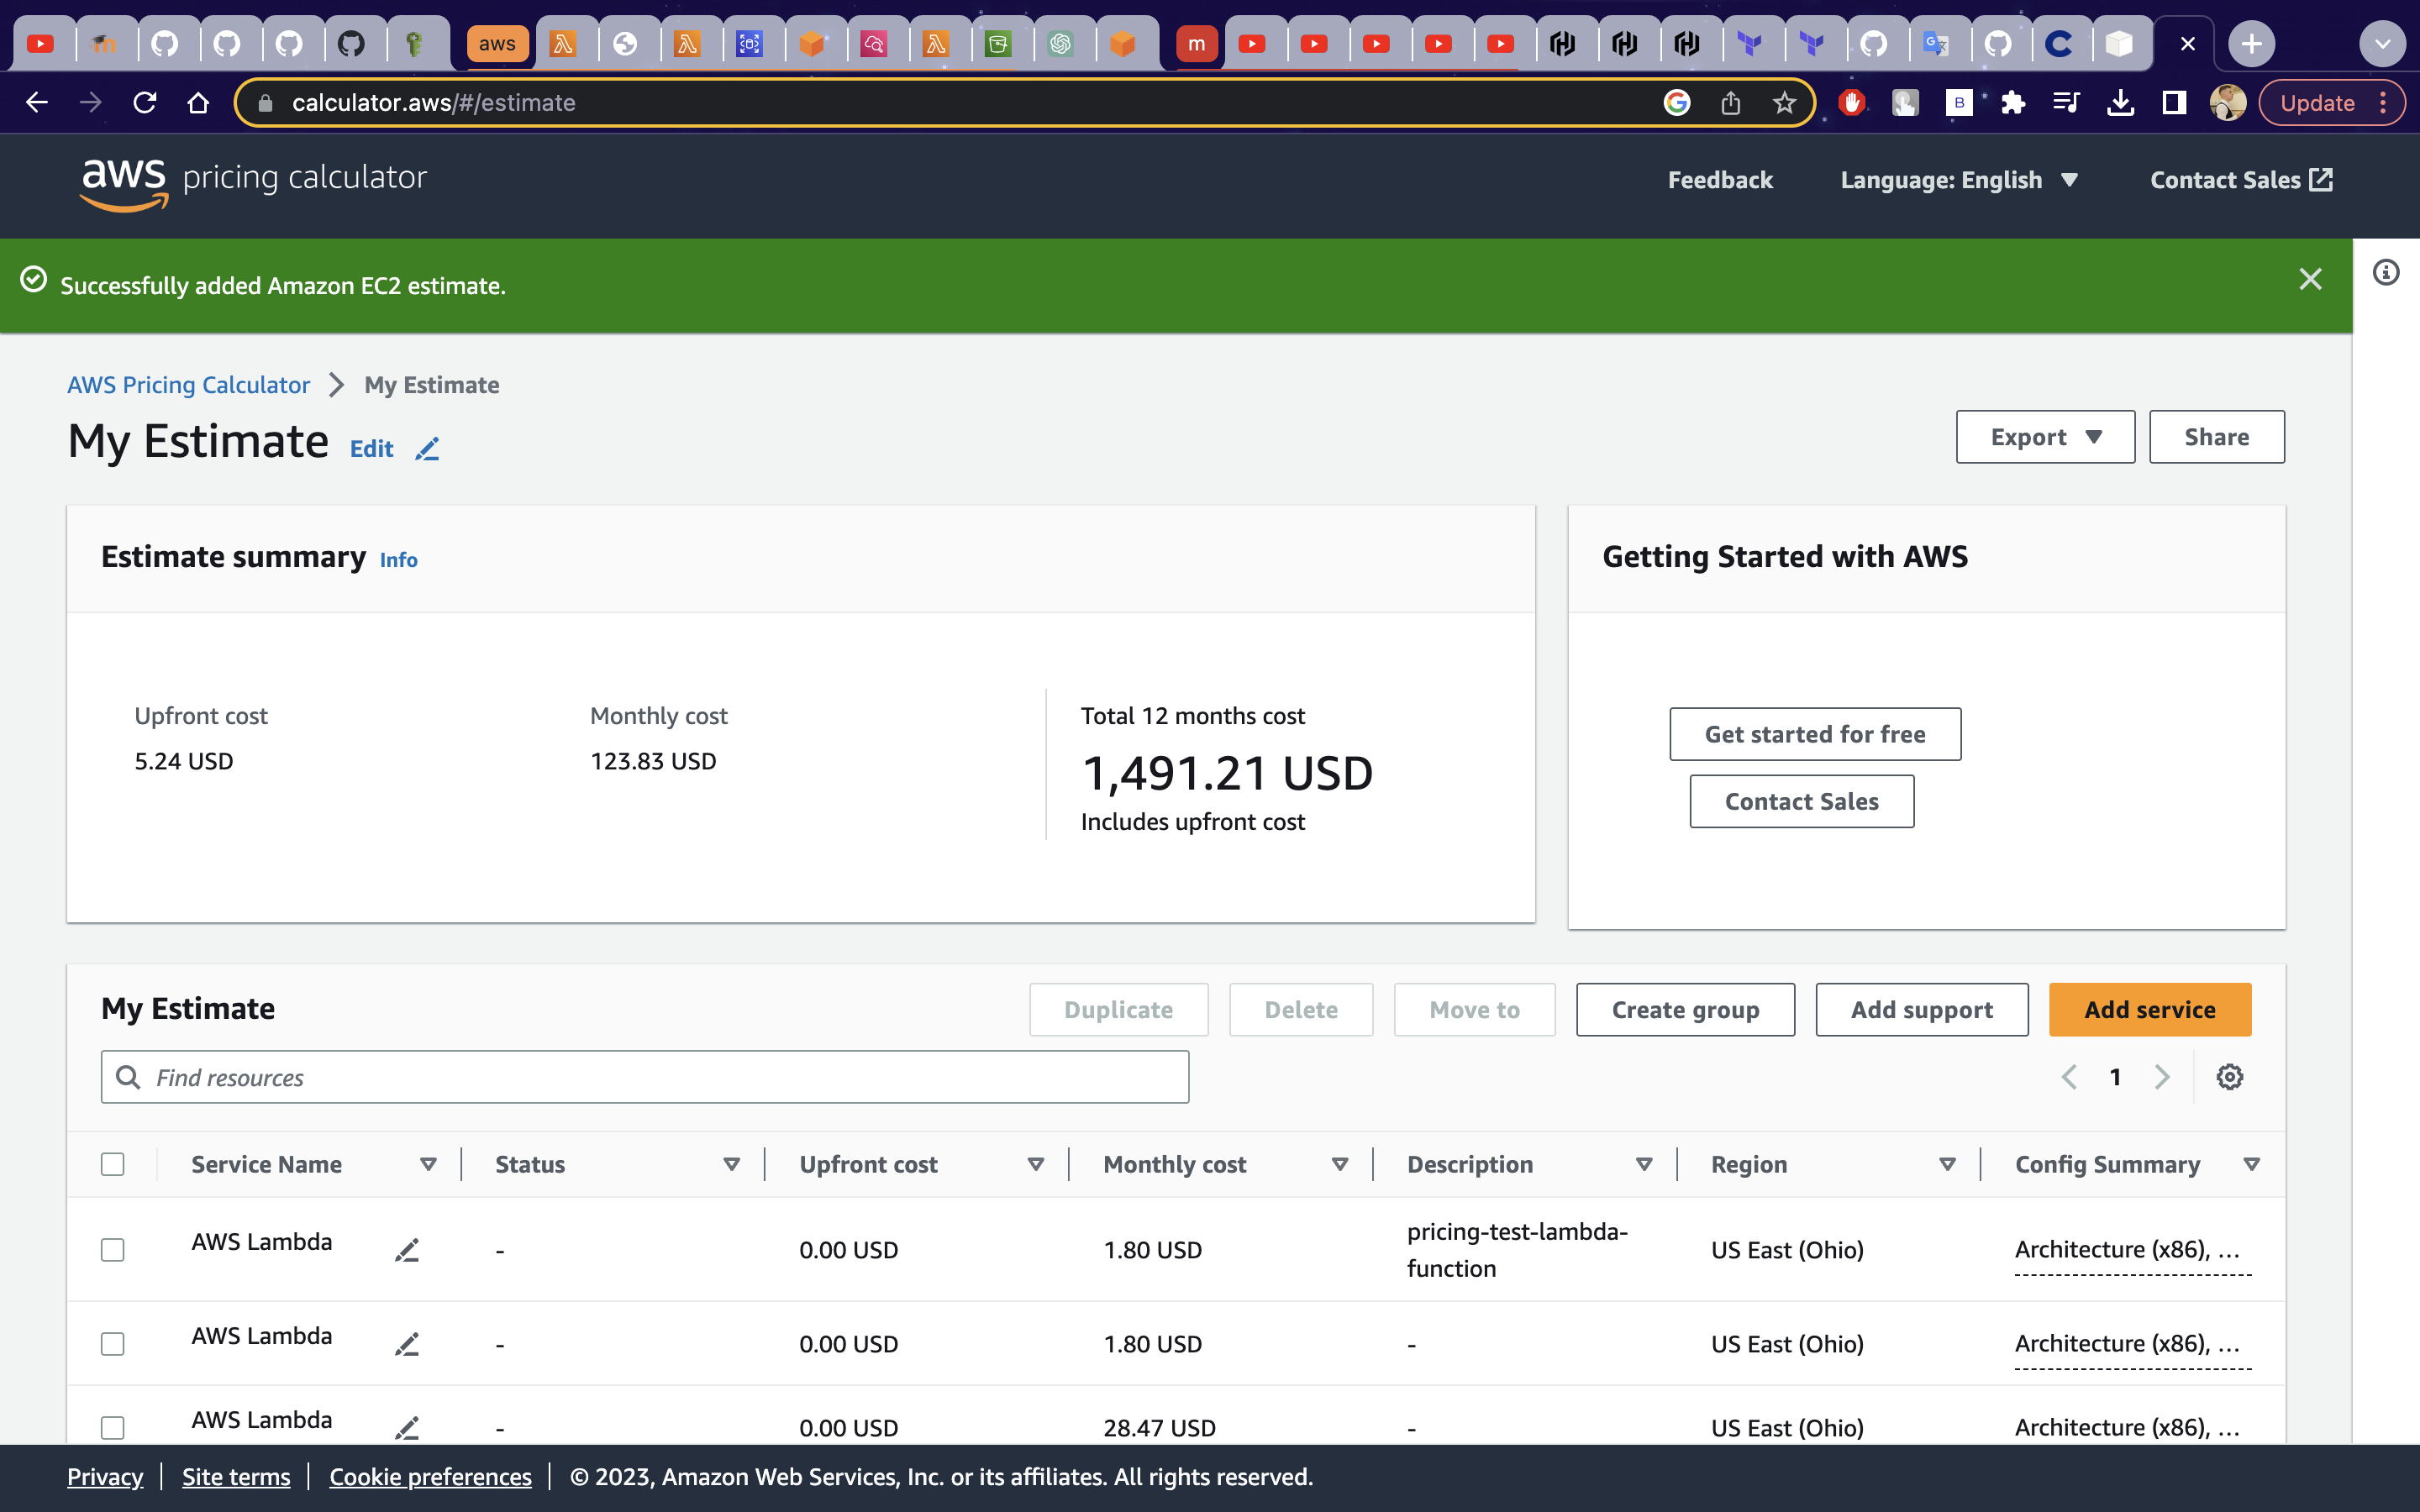 aws
m
calculator.aws/#/estimate
B
Update
aws pricing calculator
Feedback
Language: English
Contact Sales
Successfully added Amazon EC2 estimate.
AWS Pricing Calculator
My Estimate
My Estimate
Edit
Export
Share
Estimate summary Info
Getting Started with AWS
Upfront cost
5.24 USD
Monthly cost
123.83 USD
Total 12 months cost
1,491.21 USD
Includes upfront cost
Get started for free
Contact Sales
My Estimate
Duplicate
Delete
Move to
Create group
Add support
Add service
Find resources
1
Service Name Status Upfront cost Monthly cost Description Region Config Summary
AWS Lambda - 0.00 USD 1.80 USD pricing-test-lambda-
function US East (Ohio) Architecture (x86), ...
AWS Lambda - 0.00 USD 1.80 USD - US East (Ohio) Architecture (x86), ...
AWS Lambda - 0.00 USD 28.47 USD - US East (Ohio) Architecture (x86), ...
Privacy
Site terms
Cookie preferences
© 2023, Amazon Web Services, Inc. or its affiliates. All rights reserved.